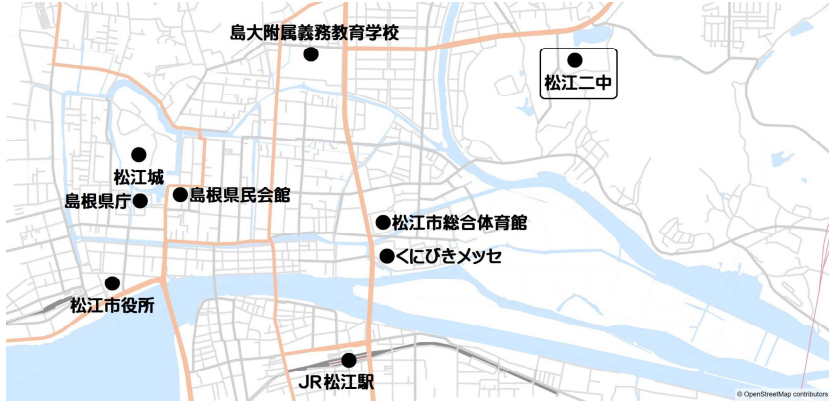 島大附属義務教育学校
松江二中
松江城
島根県庁
島根県民会館
松江市総合体育館
くにびきメッセ
松江市役所
JR松江駅
© OpenStreetMap contributors